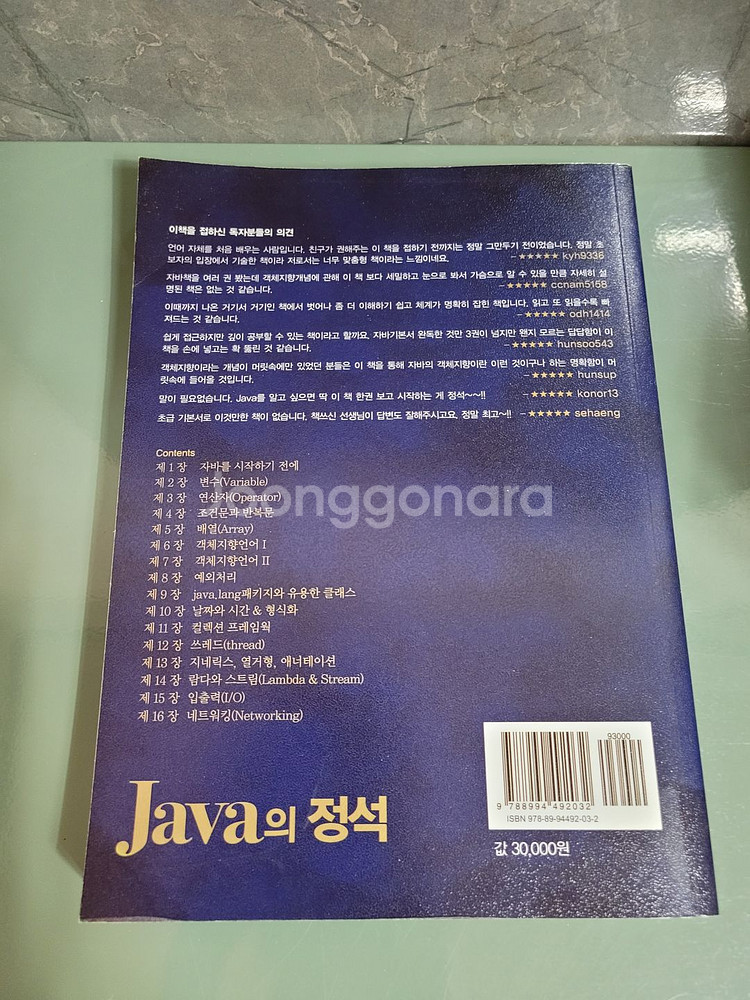 이책을 접하신 독자분들의 의견
언어 자체를 처음 배우는 사람입니다. 친구가 권해주는 이 책을 접하기 전까지는 정말 그만두기 전이었습니다. 정말 초
보자의 입장에서 기술한 책이라 저로서는 너무 맞춤형 책이라는 느낌이네요. - ★★★★★ kyh9336
자바책을 여러 권 봤는데 객체지향개념에 관해 이 책 보다 세밀하고 눈으로 봐서 가슴으로 알 수 있을 만큼 자세히 설
명된 책은 없는 것 같습니다. - ★★★★★ ccnam5158
이때까지 나온 거기서 거기인 책에서 벗어나 좀 더 이해하기 쉽고 체계가 명확히 잡힌 책입니다. 읽고 또 읽을수록 빠
져드는 것 같습니다. - ★★★★★ odh1414
쉽게 접근하지만 깊이 공부할 수 있는 책이라고 할까요. 자바기본서 완독한 것만 3권이 넘지만 왠지 모르는 답답함이 이
책을 손에 넣고는 확 뚫린 것 같습니다. - ★★★★★ hunsoo543
객체지향이라는 개념이 머릿속에만 있었던 분들은 이 책을 통해 자바의 객체지향이란 이런 것이구나 하는 명확함이 머
릿속에 들어올 것입니다. - ★★★★★ hunsup
말이 필요없습니다. Java를 알고 싶으면 딱 이 책 한권 보고 시작하는 게 정석~~!! - ★★★★★ konor13
초급 기본서로 이것만한 책이 없습니다. 책쓰신 선생님이 답변도 잘해주시고요. 정말 최고~!! - ★★★★★ sehaeng
Contents
제 1 장 자바를 시작하기 전에
제 2 장 변수(Variable)
제 3 장 연산자(Operator)
제 4 장 조건문과 반복문
제 5 장 배열(Array)
제 6 장 객체지향언어 I
제 7 장 객체지향언어 II
제 8 장 예외처리
제 9 장 java.lang패키지와 유용한 클래스
제 10 장 날짜와 시간 & 형식화
제 11 장 컬렉션 프레임웍
제 12 장 쓰레드(thread)
제 13 장 지네릭스, 열거형, 애너테이션
제 14 장 람다와 스트림(Lambda & Stream)
제 15 장 입출력(I/O)
제 16 장 네트워킹(Networking)
joonggonara
Java의 정석
93000
9 788994 492032
ISBN 978-89-94492-03-2
값 30,000원